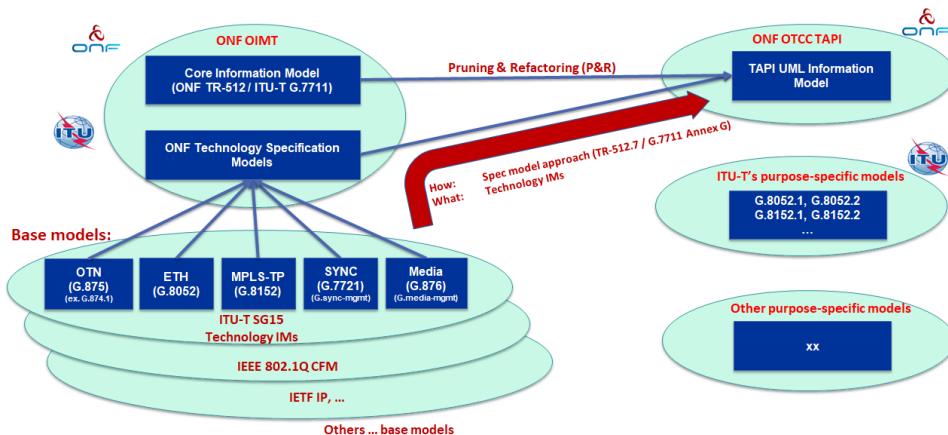 ONF
ONF OIMT
ONF
ONF OTCC TAPI
Core Information Model
(ONF TR-512 / ITU-T G.7711)
Pruning & Refactoring (P&R)
TAPI UML Information
Model
ITU
ONF Technology Specification
Models
How: Spec model approach (TR-512.7 / G.7711 Annex G)
What: Technology IMs
ITU
ITU-T's purpose-specific models
G.8052.1, G.8052.2
G.8152.1, G.8152.2
...
Base models:
OTN
(G.875)
(ex. G.874.1)
ETH
(G.8052)
MPLS-TP
(G.8152)
SYNC
(G.7721)
(G.sync-mgmt)
Media
(G.876)
(G.media-mgmt)
ITU-T SG15
Technology IMs
IEEE 802.1Q CFM
IETF IP, ...
Others ... base models
Other purpose-specific models
xx